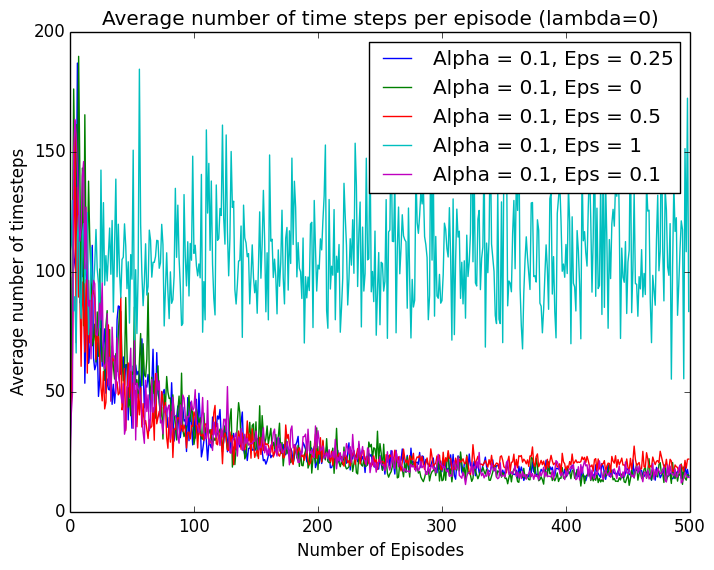 Average number of time steps per episode (lambda=0)
200
150
100
50
0
Average number of timesteps
Alpha = 0.1, Eps = 0.25
Alpha = 0.1, Eps = 0
Alpha = 0.1, Eps = 0.5
Alpha = 0.1, Eps = 1
Alpha = 0.1, Eps = 0.1
0 100 200 300 400 500
Number of Episodes